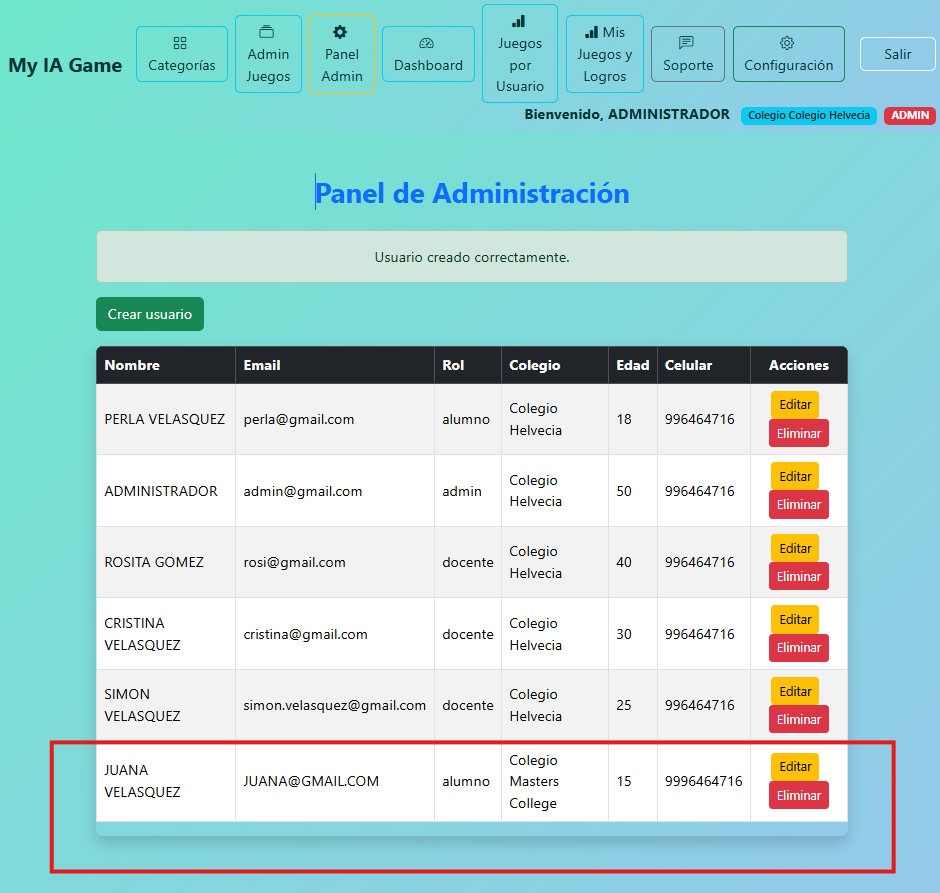 My IA Game
Categorías
Admin
Juegos
Panel
Admin
Dashboard
Juegos
por
Usuario
Mis
Juegos y
Logros
Soporte
Configuración
Salir
Bienvenido, ADMINISTRADOR
Colegio Colegio Helvecia
ADMIN
Panel de Administración
Usuario creado correctamente.
Crear usuario
Nombre Email Rol Colegio Edad Celular Acciones
PERLA VELASQUEZ perla@gmail.com alumno Colegio Helvecia 18 996464716 Editar Eliminar
ADMINISTRADOR admin@gmail.com admin Colegio Helvecia 50 996464716 Editar Eliminar
ROSITA GOMEZ rosi@gmail.com docente Colegio Helvecia 40 996464716 Editar Eliminar
CRISTINA VELASQUEZ cristina@gmail.com docente Colegio Helvecia 30 996464716 Editar Eliminar
SIMON VELASQUEZ simon.velasquez@gmail.com docente Colegio Helvecia 25 996464716 Editar Eliminar
JUANA VELASQUEZ JUANA@GMAIL.COM alumno Colegio Masters College 15 9996464716 Editar Eliminar